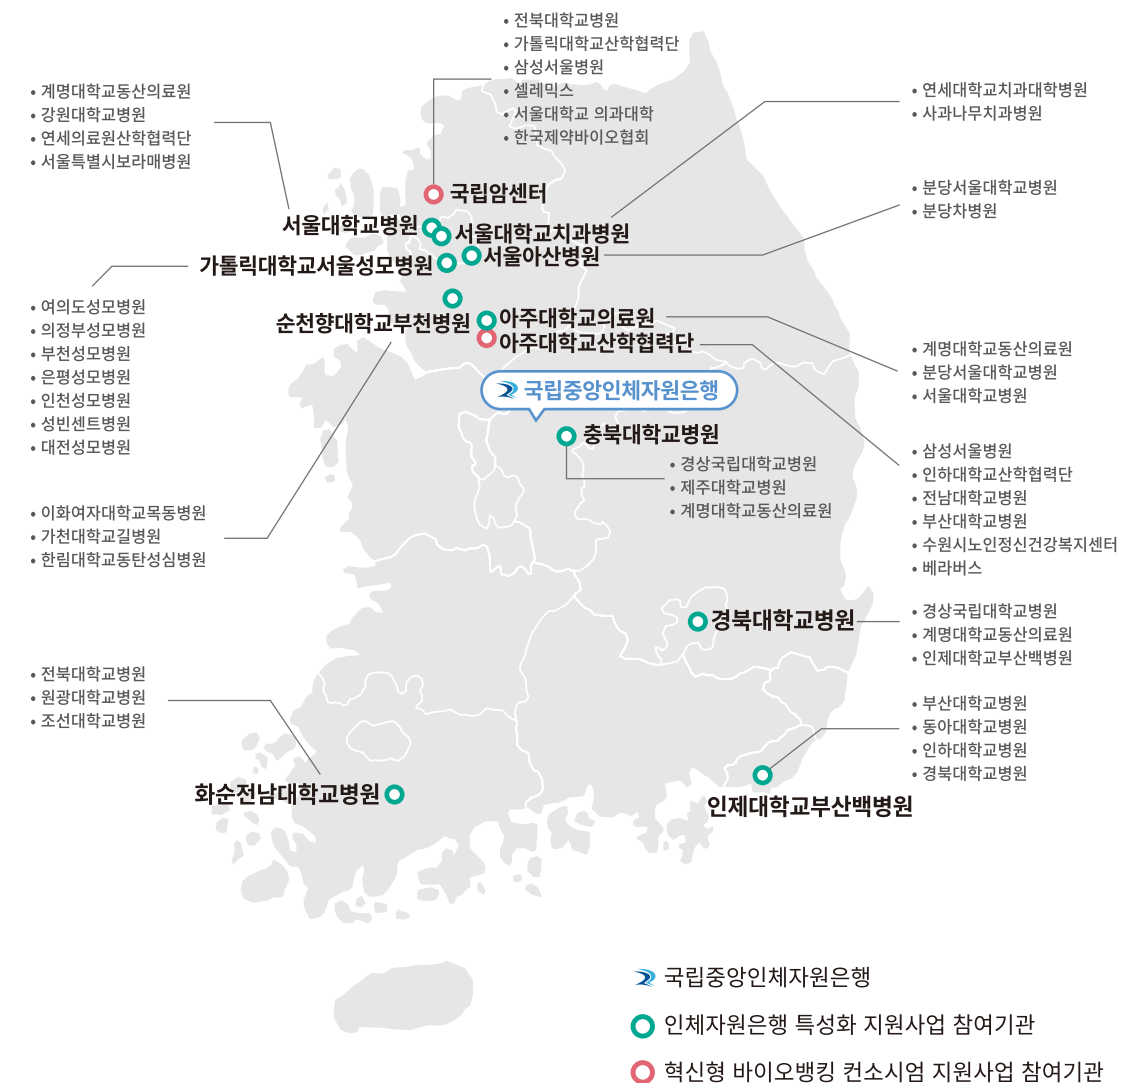 • 전북대학교병원
• 가톨릭대학교산학협력단
• 삼성서울병원
• 셀레믹스
• 서울대학교 의과대학
• 한국제약바이오협회
• 계명대학교동산의료원
• 강원대학교병원
• 연세의료원산학협력단
• 서울특별시보라매병원
• 연세대학교치과대학병원
• 사과나무치과병원
• 분당서울대학교병원
• 분당차병원
국립암센터
서울대학교병원
서울대학교치과병원
서울아산병원
가톨릭대학교서울성모병원
• 여의도성모병원
• 의정부성모병원
• 부천성모병원
• 은평성모병원
• 인천성모병원
• 성빈센트병원
• 대전성모병원
순천향대학교부천병원
아주대학교의료원
아주대학교산학협력단
• 계명대학교동산의료원
• 분당서울대학교병원
• 서울대학교병원
국립중앙인체자원은행
충북대학교병원
• 경상국립대학교병원
• 제주대학교병원
• 계명대학교동산의료원
• 삼성서울병원
• 인하대학교산학협력단
• 전남대학교병원
• 부산대학교병원
• 수원시노인정신건강복지센터
• 베라버스
• 이화여자대학교목동병원
• 가천대학교길병원
• 한림대학교동탄성심병원
경북대학교병원
• 경상국립대학교병원
• 계명대학교동산의료원
• 인제대학교부산백병원
• 전북대학교병원
• 원광대학교병원
• 조선대학교병원
• 부산대학교병원
• 동아대학교병원
• 인하대학교병원
• 경북대학교병원
화순전남대학교병원
인제대학교부산백병원
국립중앙인체자원은행
인체자원은행 특성화 지원사업 참여기관
혁신형 바이오뱅킹 컨소시엄 지원사업 참여기관